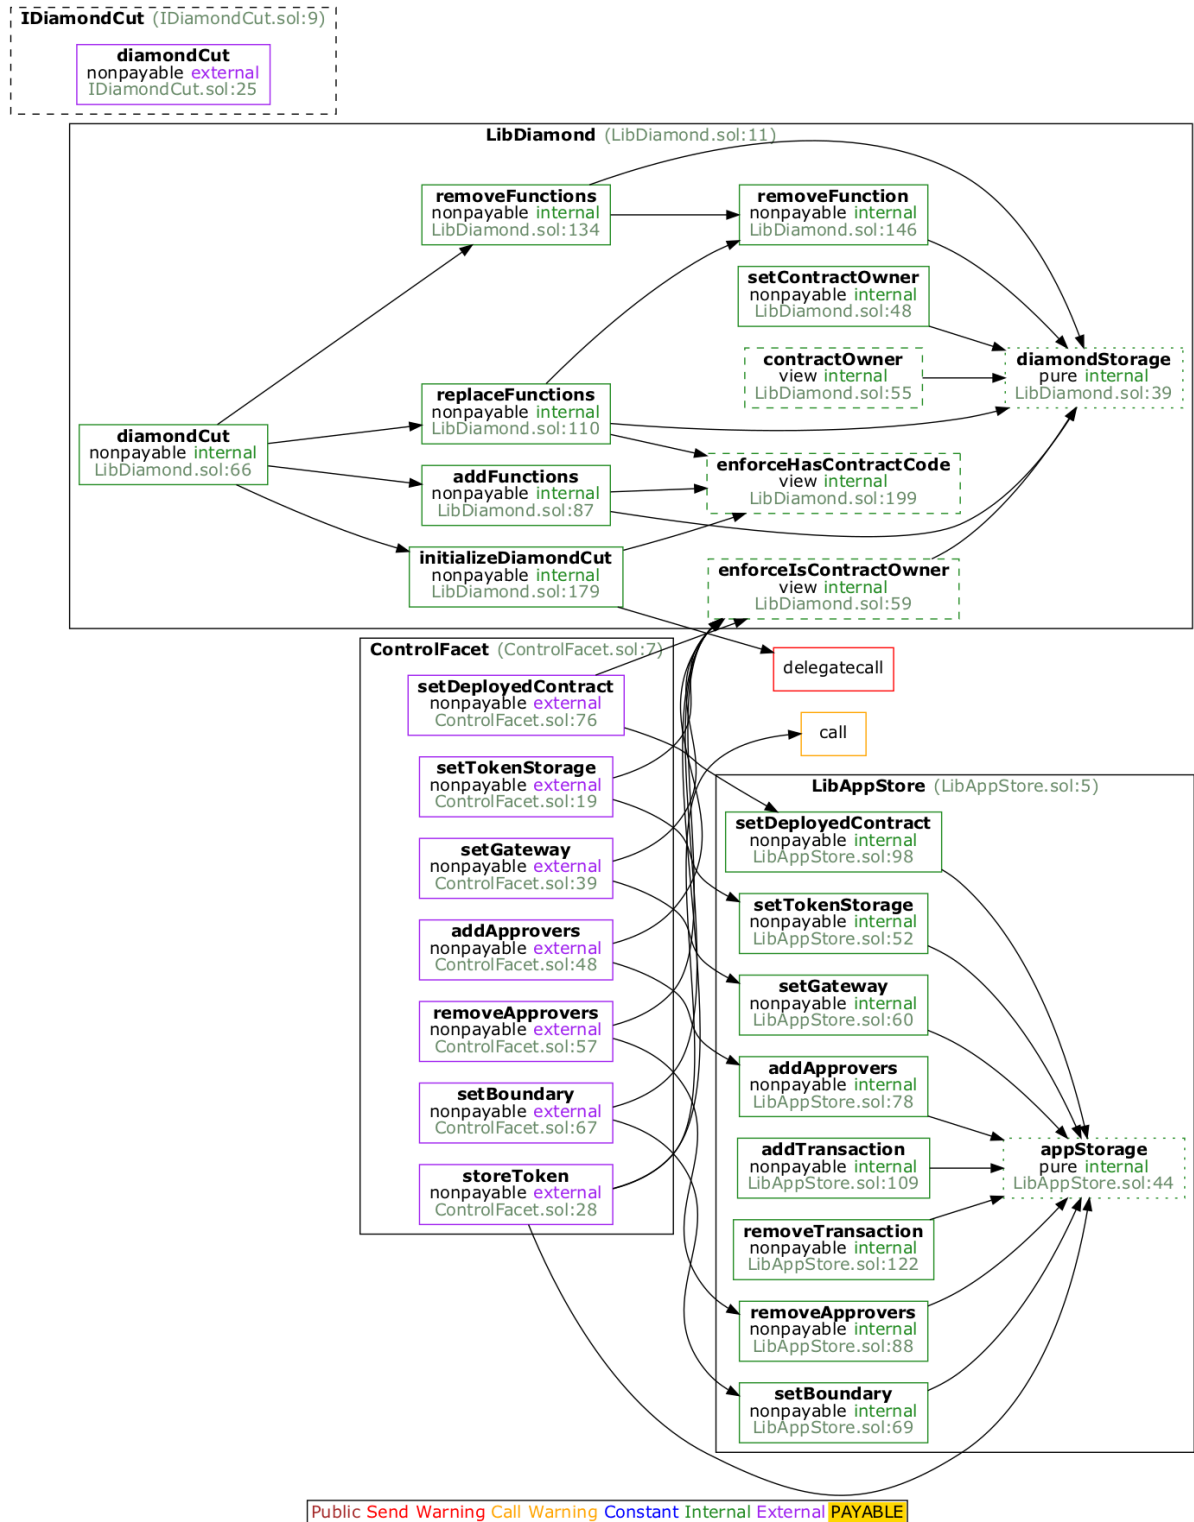 IDiamondCut (IDiamondCut.sol:9)
diamondCut
nonpayable external
IDiamondCut.sol:25
LibDiamond (LibDiamond.sol:11)
removeFunctions
nonpayable internal
LibDiamond.sol:134
removeFunction
nonpayable internal
LibDiamond.sol:146
setContractOwner
nonpayable internal
LibDiamond.sol:48
contractOwner
view internal
LibDiamond.sol:55
diamondStorage
pure internal
LibDiamond.sol:39
replaceFunctions
nonpayable internal
LibDiamond.sol:110
diamondCut
nonpayable internal
LibDiamond.sol:66
enforceHasContractCode
view internal
LibDiamond.sol:199
addFunctions
nonpayable internal
LibDiamond.sol:87
initializeDiamondCut
nonpayable internal
LibDiamond.sol:179
enforceIsContractOwner
view internal
LibDiamond.sol:59
ControlFacet (ControlFacet.sol:7)
setDeployedContract
nonpayable external
ControlFacet.sol:76
setTokenStorage
nonpayable external
ControlFacet.sol:19
setGateway
nonpayable external
ControlFacet.sol:39
addApprovers
nonpayable external
ControlFacet.sol:48
removeApprovers
nonpayable external
ControlFacet.sol:57
setBoundary
nonpayable external
ControlFacet.sol:67
storeToken
nonpayable external
ControlFacet.sol:28
delegatecall
call
LibAppStore (LibAppStore.sol:5)
setDeployedContract
nonpayable internal
LibAppStore.sol:98
setTokenStorage
nonpayable internal
LibAppStore.sol:52
setGateway
nonpayable internal
LibAppStore.sol:60
addApprovers
nonpayable internal
LibAppStore.sol:78
addTransaction
nonpayable internal
LibAppStore.sol:109
appStorage
pure internal
LibAppStore.sol:44
removeTransaction
nonpayable internal
LibAppStore.sol:122
removeApprovers
nonpayable internal
LibAppStore.sol:88
setBoundary
nonpayable internal
LibAppStore.sol:69
Public Send Warning Call Warning Constant Internal External PAYABLE